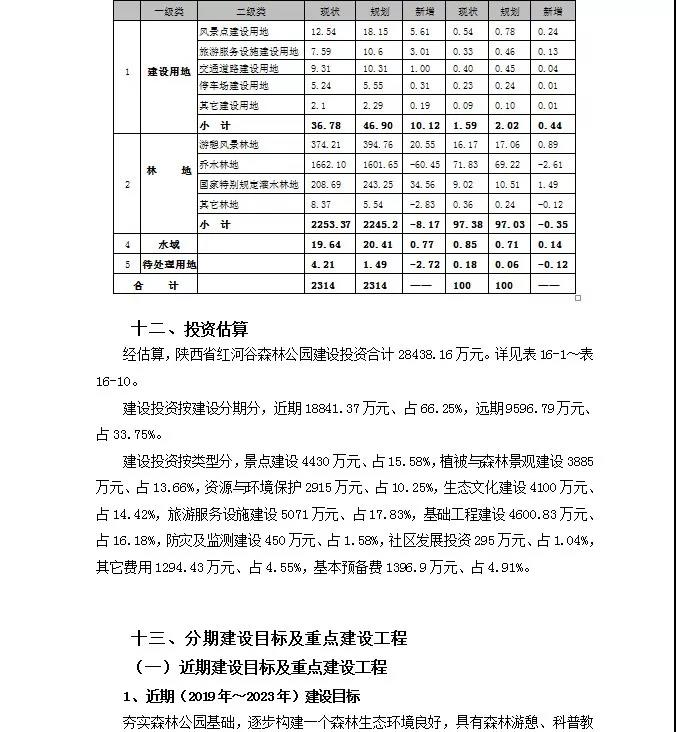 一级类 二级类 现状 规划 新增 现状 规划 新增
风景点建设用地 12.54 18.15 5.61 0.54 0.78 0.24
旅游服务设施建设用地 7.59 10.6 3.01 0.33 0.46 0.13
1 建设用地 交通道路建设用地 9.31 10.31 1.00 0.40 0.45 0.04
停车场建设用地 5.24 5.55 0.31 0.23 0.24 0.01
其它建设用地 2.1 2.29 0.19 0.09 0.10 0.01
小 计 36.78 46.90 10.12 1.59 2.02 0.44
游憩风景林地 374.21 394.76 20.55 16.17 17.06 0.89
乔木林地 1662.10 1601.65 -60.45 71.83 69.22 -2.61
2 林 地 国家特别规定灌木林地 208.69 243.25 34.56 9.02 10.51 1.49
其它林地 8.37 5.54 -2.83 0.36 0.24 -0.12
小 计 2253.37 2245.2 -8.17 97.38 97.03 -0.35
4 水域 19.64 20.41 0.77 0.85 0.71 0.14
5 待处理用地 4.21 1.49 -2.72 0.18 0.06 -0.12
合 计 2314 2314 —— 100 100 ——
十二、投资估算
经估算，陕西省红河谷森林公园建设投资合计 28438.16 万元。详见表 16-1～表
16-10。
建设投资按建设分期分，近期 18841.37 万元、占 66.25%，远期 9596.79 万元、
占 33.75%。
建设投资按类型分，景点建设 4430 万元、占 15.58%，植被与森林景观建设 3885
万元、占 13.66%，资源与环境保护 2915 万元、占 10.25%，生态文化建设 4100 万元、
占 14.42%，旅游服务设施建设 5071 万元、占 17.83%，基础工程建设 4600.83 万元、
占 16.18%，防灾及监测建设 450 万元、占 1.58%，社区发展投资 295 万元、占 1.04%，
其它费用 1294.43 万元、占 4.55%，基本预备费 1396.9 万元、占 4.91%。
十三、分期建设目标及重点建设工程
（一）近期建设目标及重点建设工程
1、近期（2019 年～2023 年）建设目标
夯实森林公园基础，逐步构建一个森林生态环境良好，具有森林游憩、科普教